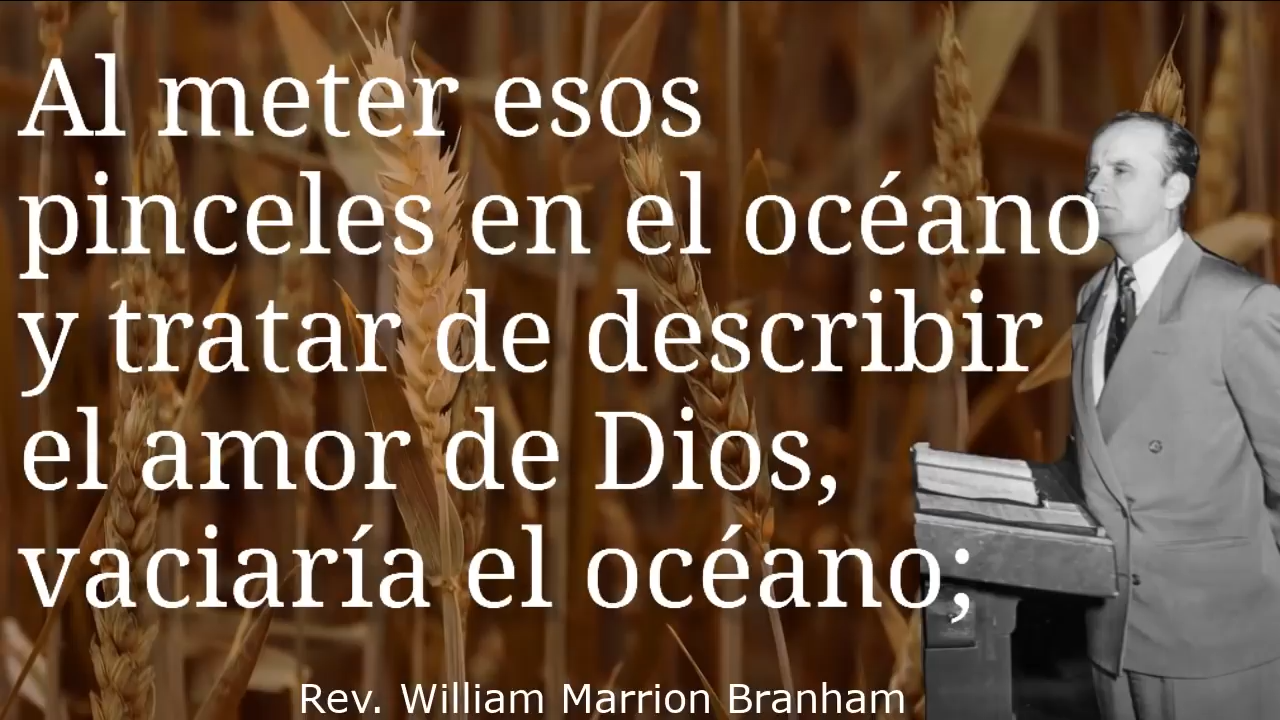 Al meter esos
pinceles en el océano
y tratar de describir
el amor de Dios,
vaciaría el océano;
Rev. William Marrion Branham